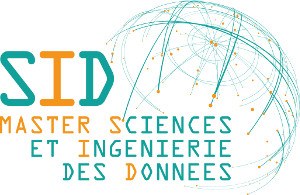 SID
MASTER SCIENCES
ET INGENIERIE
DES DONNEES